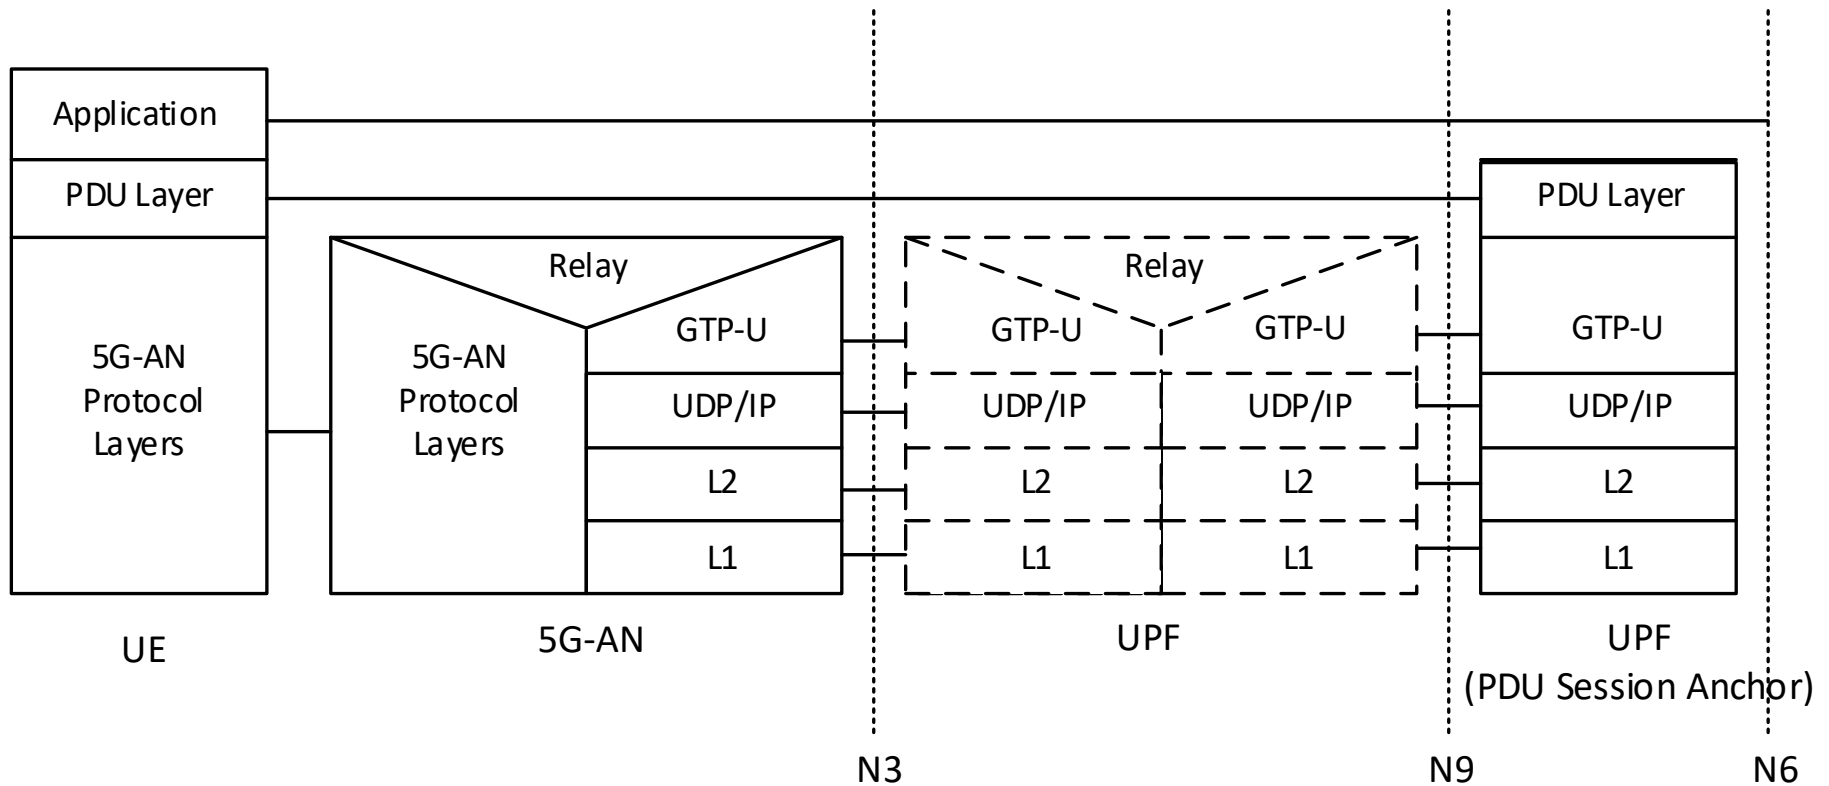 Application
PDU Layer
PDU Layer
Relay
Relay
5G-AN
Protocol
Layers
5G-AN
Protocol
Layers
GTP-U
GTP-U
GTP-U
GTP-U
UDP/IP
UDP/IP
UDP/IP
UDP/IP
L2
L2
L2
L2
L1
L1
L1
L1
UE
5G-AN
UPF
UPF
(PDU Session Anchor)
N3
N9
N6